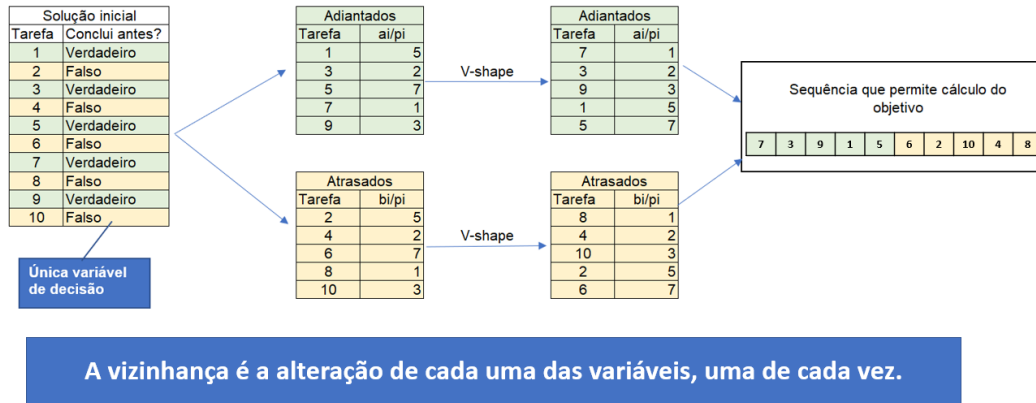 Solução inicial
Tarefa Conclui antes?
1 Verdadeiro
2 Falso
3 Verdadeiro
4 Falso
5 Verdadeiro
6 Falso
7 Verdadeiro
8 Falso
9 Verdadeiro
10 Falso
Única variável
de decisão
Adiantados
Tarefa ai/pi
1 5
3 2
5 7
7 1
9 3
V-shape
Adiantados
Tarefa ai/pi
7 1
3 2
9 3
1 5
5 7
Atrasados
Tarefa bi/pi
2 5
4 2
6 7
8 1
10 3
V-shape
Atrasados
Tarefa bi/pi
8 1
4 2
10 3
2 5
6 7
Sequência que permite cálculo do
objetivo
7 3 9 1 5 6 2 10 4 8
A vizinhança é a alteração de cada uma das variáveis, uma de cada vez.